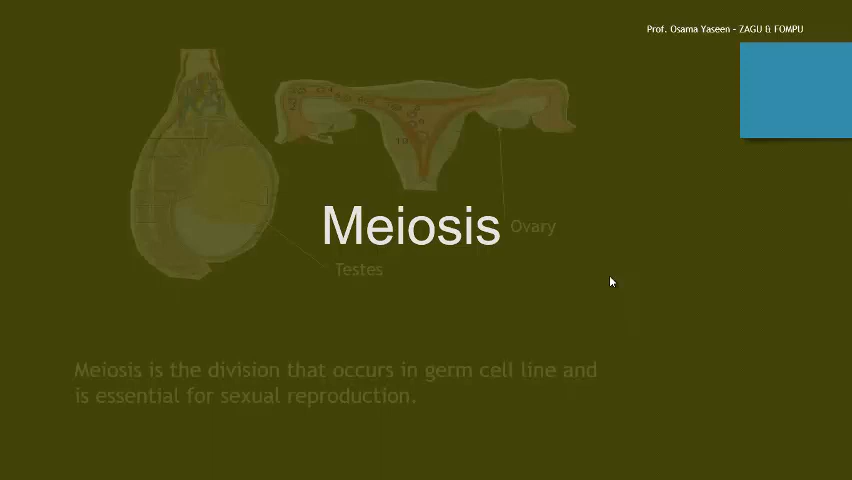 Prof. Osama Yaseen – ZAGU & FOMPU
Meiosis
Ovary
Testes
Meiosis is the division that occurs in germ cell line and
is essential for sexual reproduction.